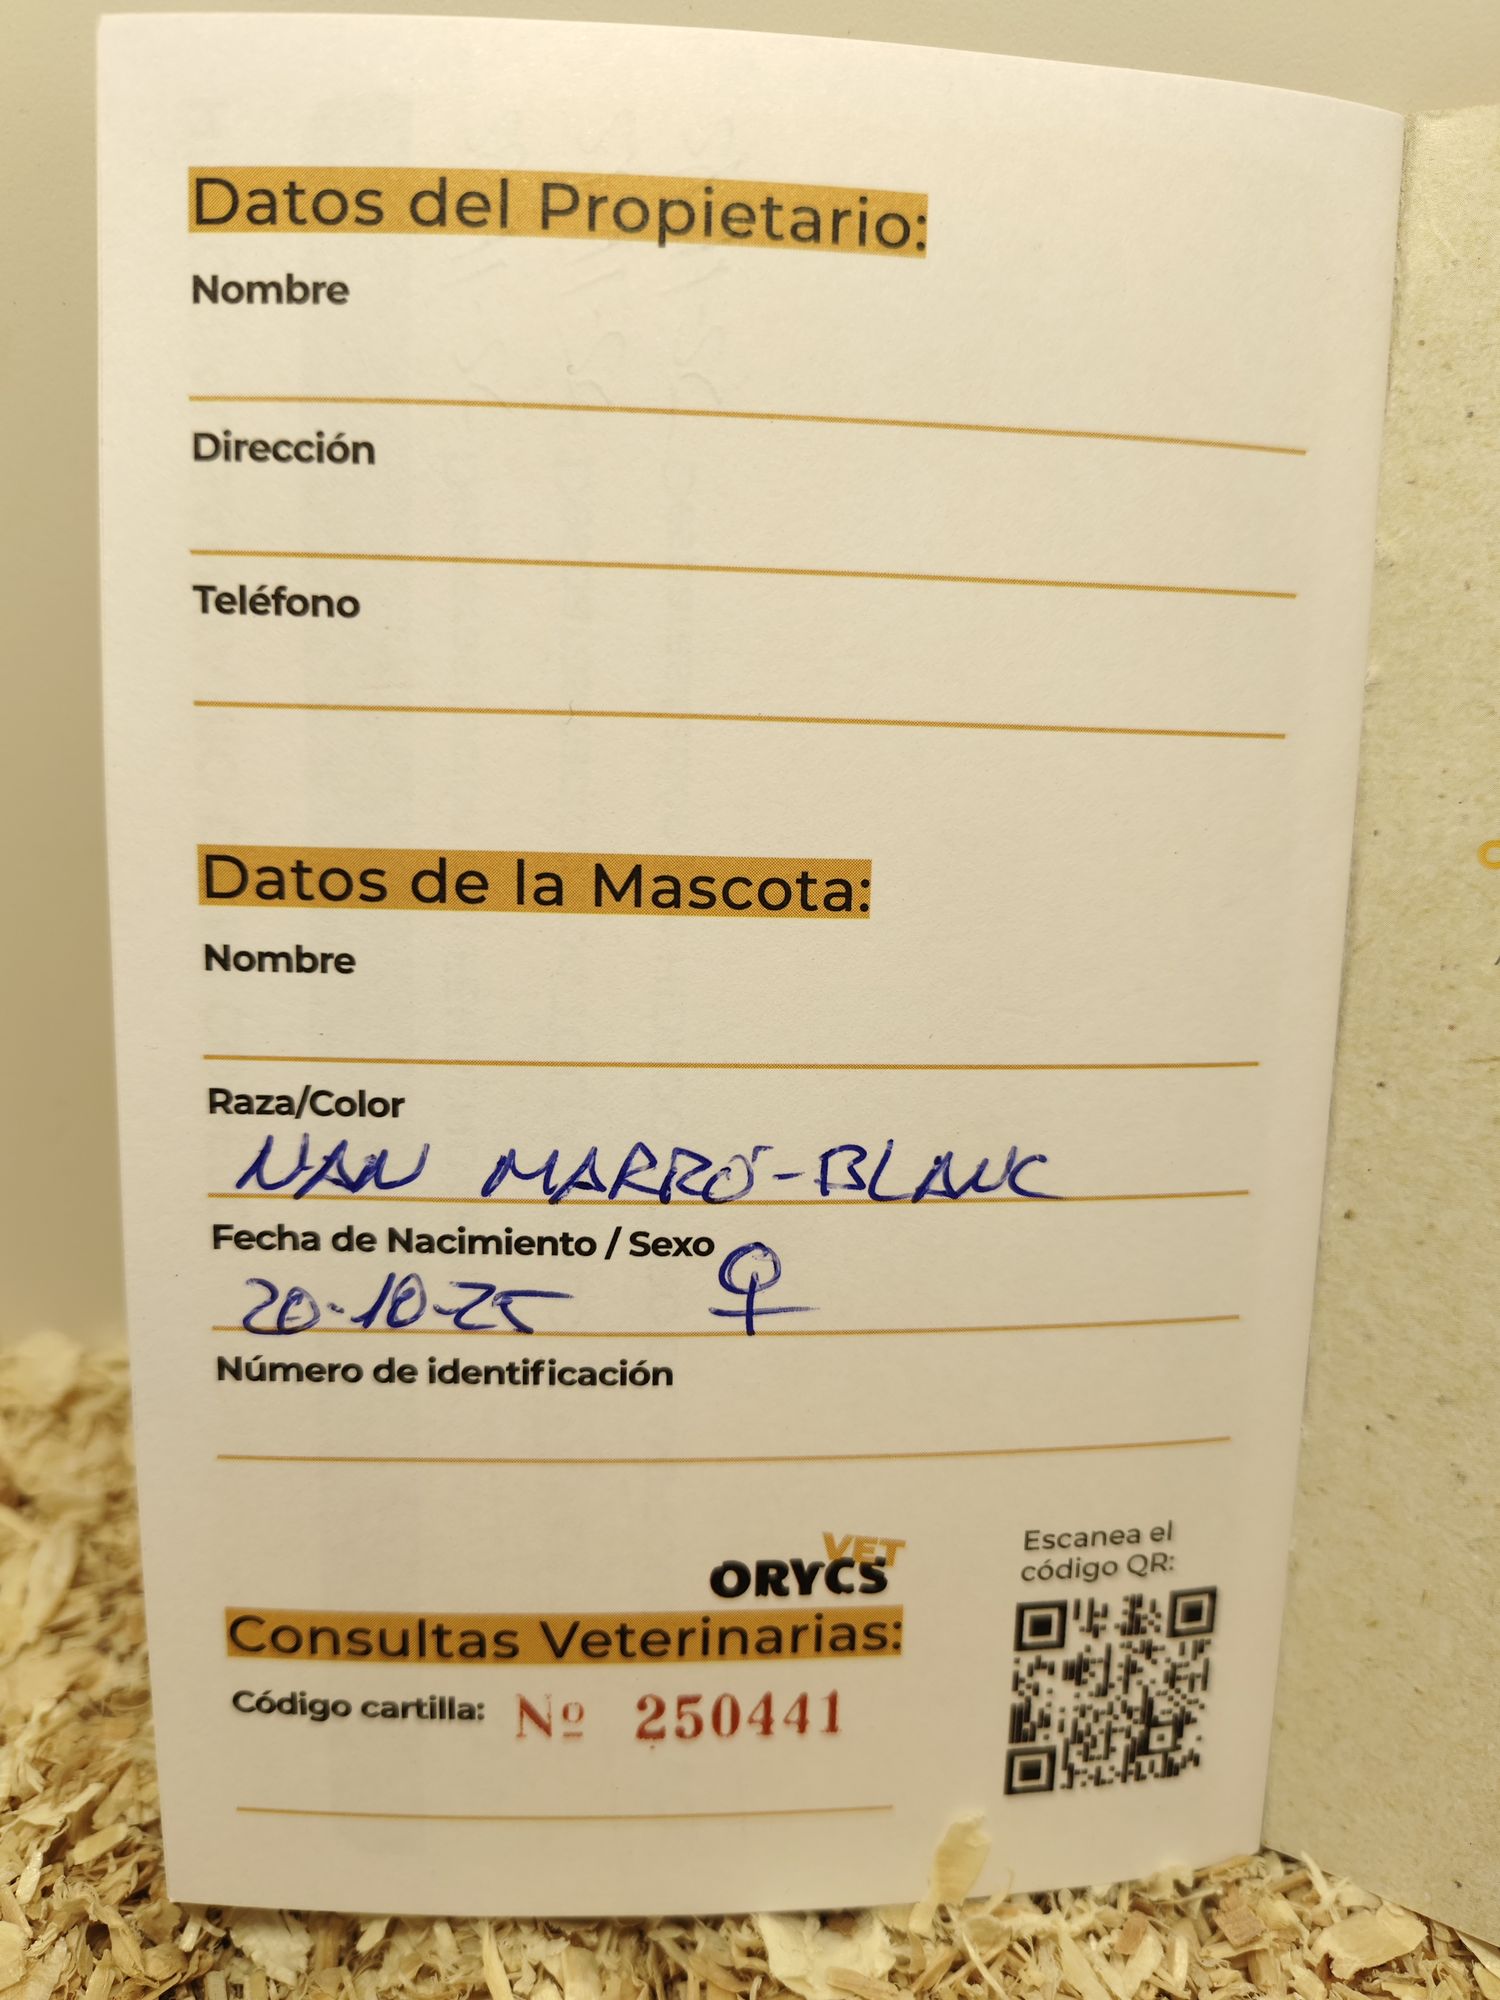 Datos del Propietario:
Nombre
Dirección
Teléfono
Datos de la Mascota:
Nombre
Raza/Color
NAN MARRÓ-BLANC
Fecha de Nacimiento / Sexo ♀
20-10-25
Número de identificación
VET
ORYCS
Consultas Veterinarias:
Código cartilla: Nº 250441
Escanea el
código QR: